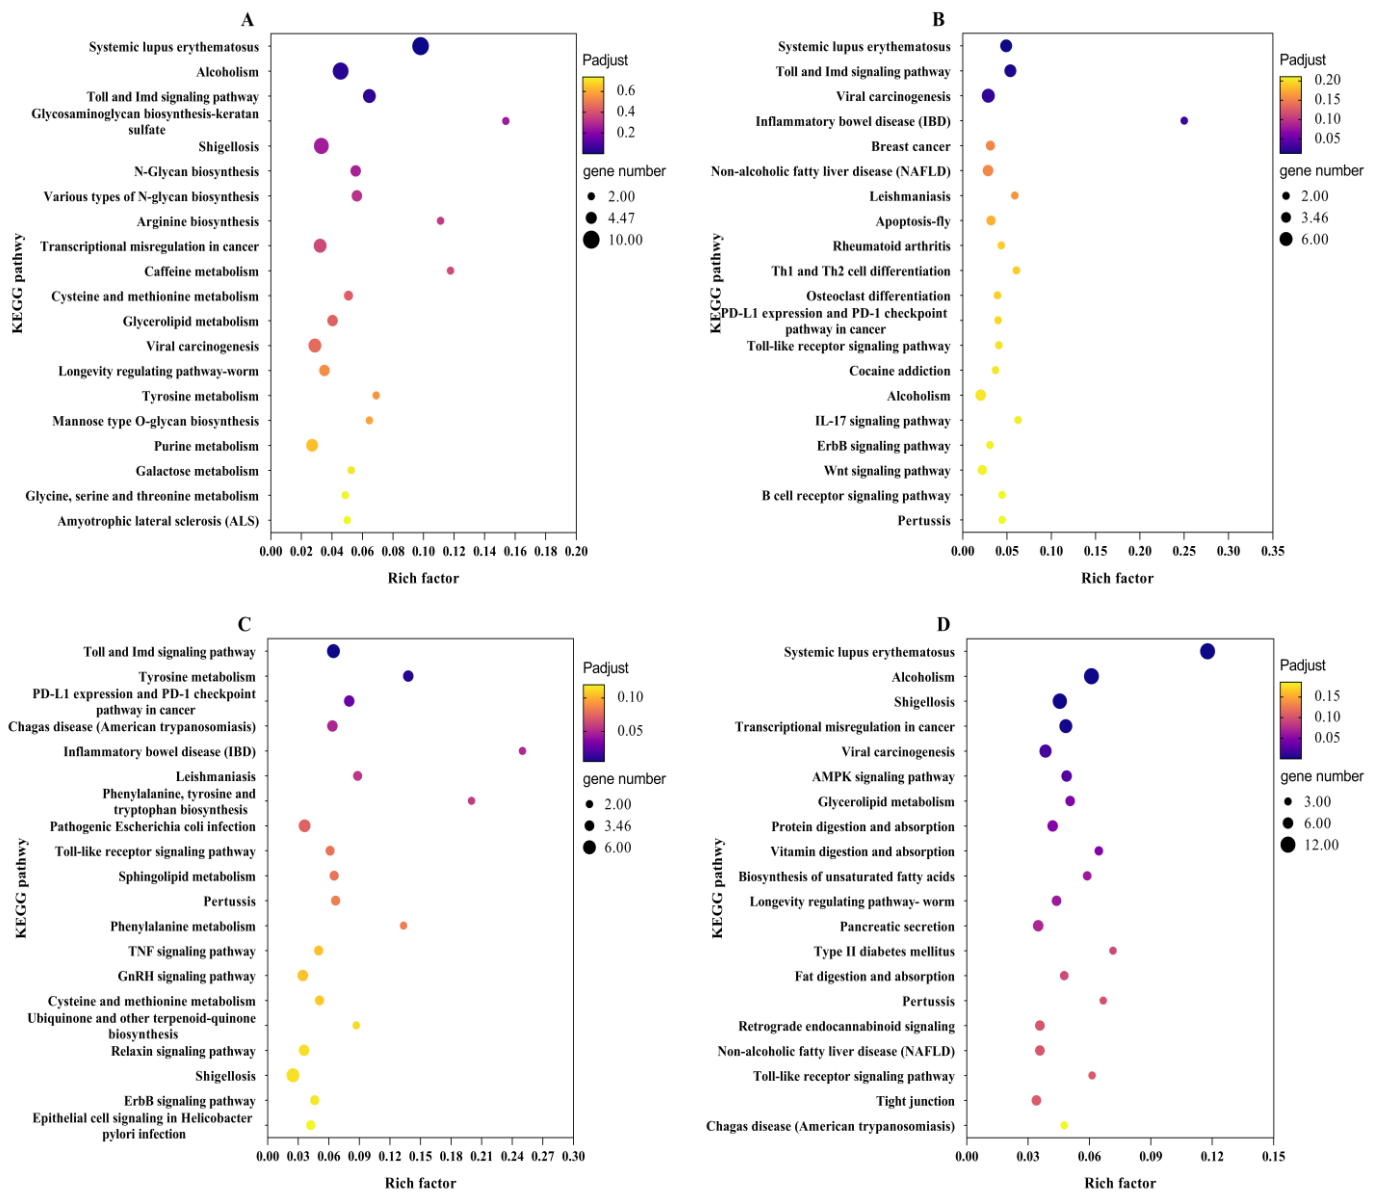 A
Systemic lupus erythematosus
Alcoholism
Toll and Imd signaling pathway
Glycosaminoglycan biosynthesis-keratan
sulfate
Shigellosis
N-Glycan biosynthesis
Various types of N-glycan biosynthesis
Arginine biosynthesis
Transcriptional misregulation in cancer
Caffeine metabolism
Cysteine and methionine metabolism
Glycerolipid metabolism
Viral carcinogenesis
Longevity regulating pathway-worm
Tyrosine metabolism
Mannose type O-glycan biosynthesis
Purine metabolism
Galactose metabolism
Glycine, serine and threonine metabolism
Amyotrophic lateral sclerosis (ALS)
KEGG pathwy
0.00 0.02 0.04 0.06 0.08 0.10 0.12 0.14 0.16 0.18 0.20
Rich factor
Padjust
0.6
0.4
0.2
gene number
2.00
4.47
10.00
B
Systemic lupus erythematosus
Toll and Imd signaling pathway
Viral carcinogenesis
Inflammatory bowel disease (IBD)
Breast cancer
Non-alcoholic fatty liver disease (NAFLD)
Leishmaniasis
Apoptosis-fly
Rheumatoid arthritis
Th1 and Th2 cell differentiation
Osteoclast differentiation
PD-L1 expression and PD-1 checkpoint
pathway in cancer
Toll-like receptor signaling pathway
Cocaine addiction
Alcoholism
IL-17 signaling pathway
ErbB signaling pathway
Wnt signaling pathway
B cell receptor signaling pathway
Pertussis
KEGG pathwy
0.00 0.05 0.10 0.15 0.20 0.25 0.30 0.35
Rich factor
Padjust
0.20
0.15
0.10
0.05
gene number
2.00
3.46
6.00
C
Toll and Imd signaling pathway
Tyrosine metabolism
PD-L1 expression and PD-1 checkpoint
pathway in cancer
Chagas disease (American trypanosomiasis)
Inflammatory bowel disease (IBD)
Leishmaniasis
Phenylalanine, tyrosine and
tryptophan biosynthesis
Pathogenic Escherichia coli infection
Toll-like receptor signaling pathway
Sphingolipid metabolism
Pertussis
Phenylalanine metabolism
TNF signaling pathway
GnRH signaling pathway
Cysteine and methionine metabolism
Ubiquinone and other terpenoid-quinone
biosynthesis
Relaxin signaling pathway
Shigellosis
ErbB signaling pathway
Epithelial cell signaling in Helicobacter
pylori infection
KEGG pathwy
0.00 0.03 0.06 0.09 0.12 0.15 0.18 0.21 0.24 0.27 0.30
Rich factor
Padjust
0.10
0.05
gene number
2.00
3.46
6.00
D
Systemic lupus erythematosus
Alcoholism
Shigellosis
Transcriptional misregulation in cancer
Viral carcinogenesis
AMPK signaling pathway
Glycerolipid metabolism
Protein digestion and absorption
Vitamin digestion and absorption
Biosynthesis of unsaturated fatty acids
Longevity regulating pathway- worm
Pancreatic secretion
Type II diabetes mellitus
Fat digestion and absorption
Pertussis
Retrograde endocannabinoid signaling
Non-alcoholic fatty liver disease (NAFLD)
Toll-like receptor signaling pathway
Tight junction
Chagas disease (American trypanosomiasis)
KEGG pathwy
0.00 0.03 0.06 0.09 0.12 0.15
Rich factor
Padjust
0.15
0.10
0.05
gene number
3.00
6.00
12.00